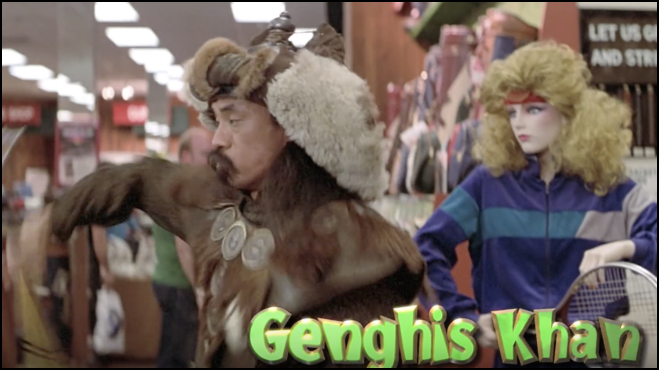 LET US
AND STR
Genghis Khan